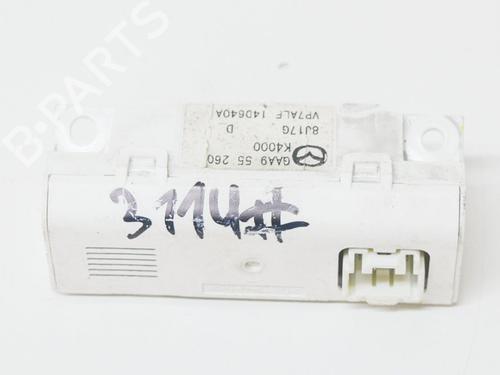 B-PARTS
GAA9 55 260
K4000
8J17G D
VP7ALF 14D640A
3114#